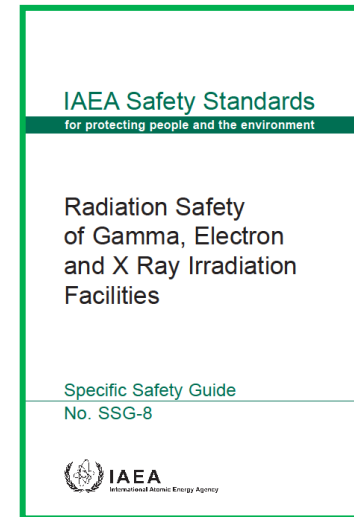 IAEA Safety Standards
for protecting people and the environment
Radiation Safety
of Gamma, Electron
and X Ray Irradiation
Facilities
Specific Safety Guide
No. SSG-8
IAEA
International Atomic Energy Agency